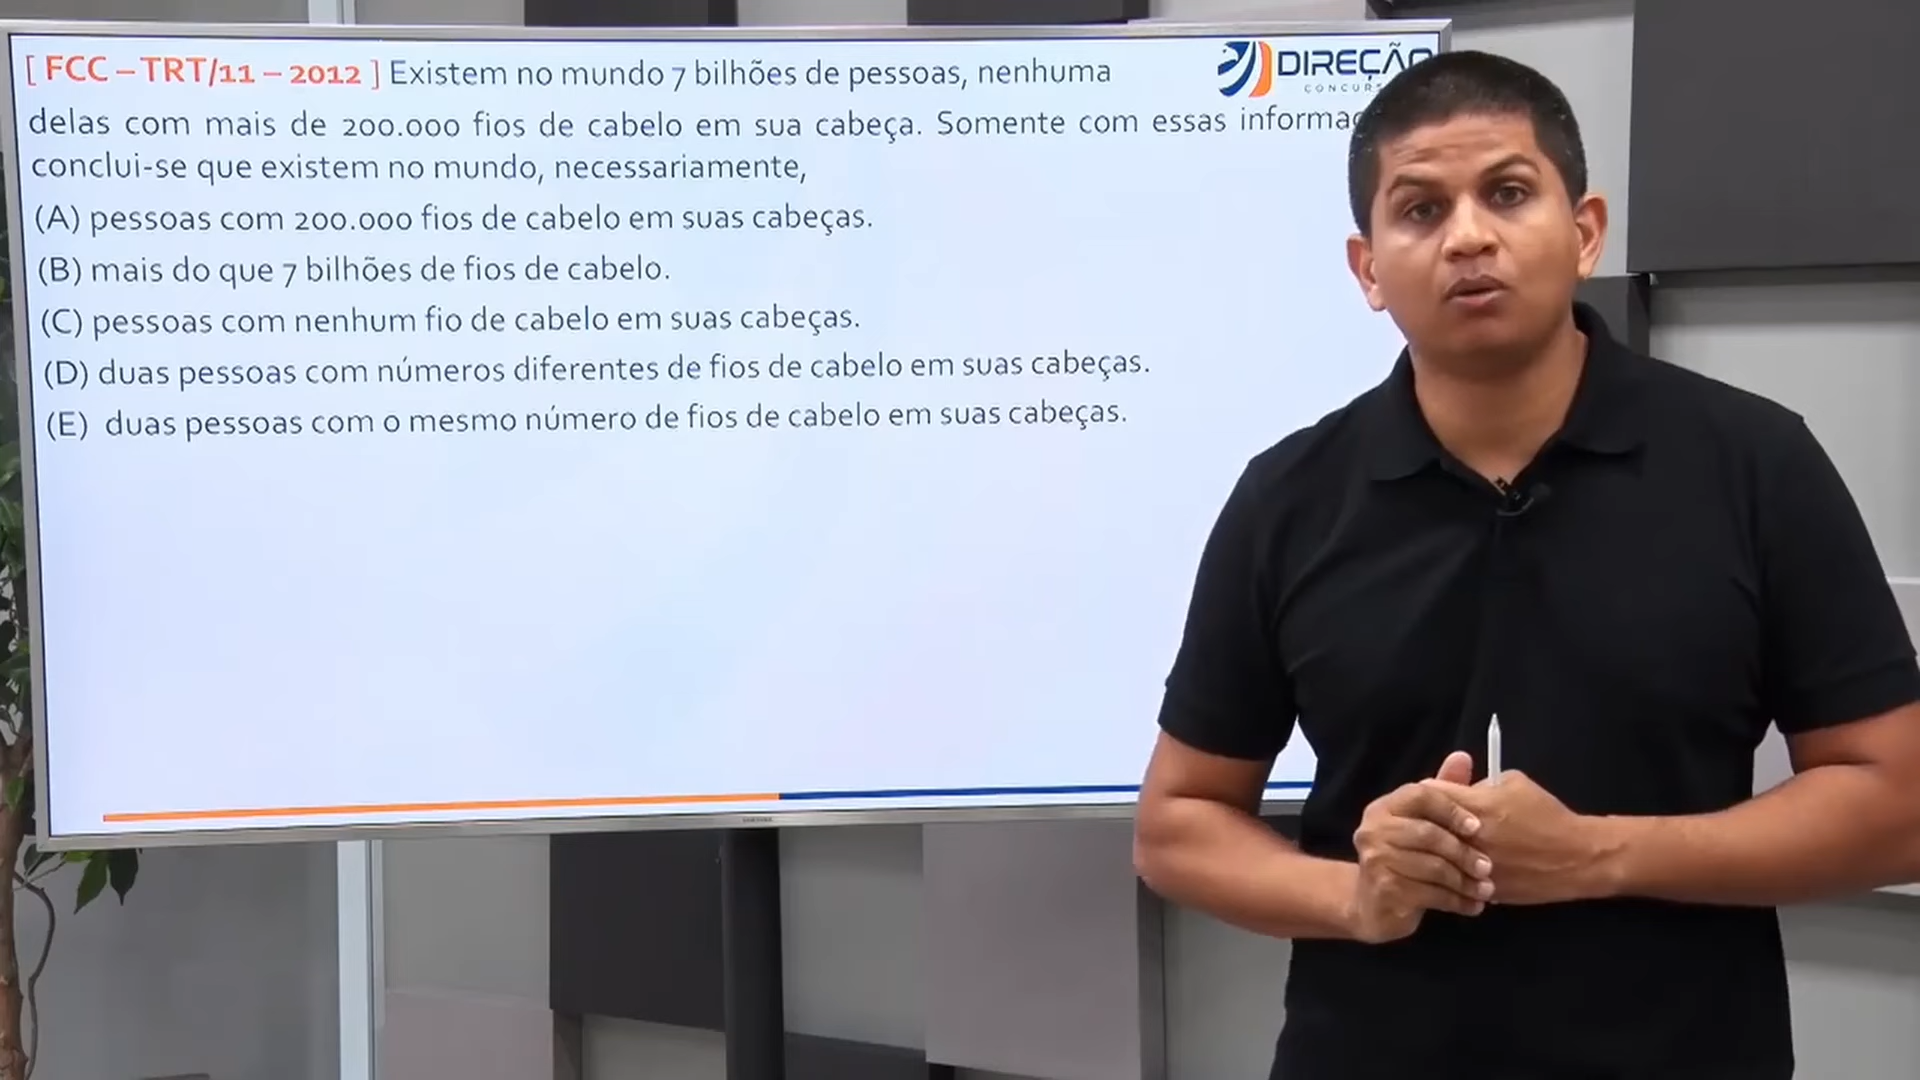 [ FCC – TRT/11 – 2012 ] Existem no mundo 7 bilhões de pessoas, nenhuma
DIREÇÃO
delas com mais de 200.000 fios de cabelo em sua cabeça. Somente com essas
conclui-se que existem no mundo, necessariamente,
(A) pessoas com 200.000 fios de cabelo em suas cabeças.
(B) mais do que 7 bilhões de fios de cabelo.
(C) pessoas com nenhum fio de cabelo em suas cabeças.
(D) duas pessoas com números diferentes de fios de cabelo em suas cabeças.
(E) duas pessoas com o mesmo número de fios de cabelo em suas cabeças.